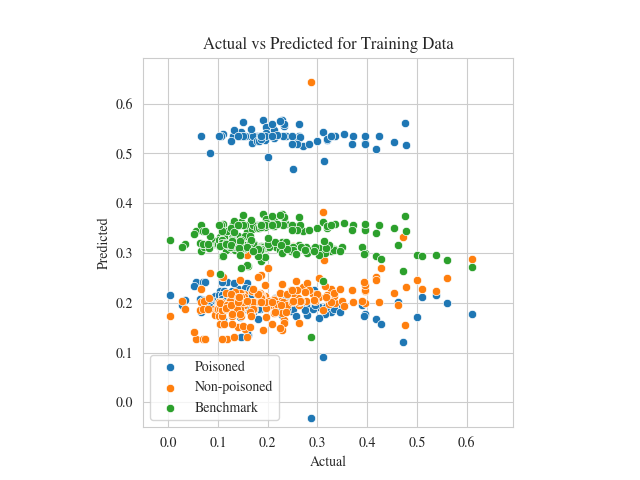 Actual vs Predicted for Training Data
Predicted
0.6
0.5
0.4
0.3
0.2
0.1
0.0
Poisoned
Non-poisoned
Benchmark
0.0 0.1 0.2 0.3 0.4 0.5 0.6
Actual